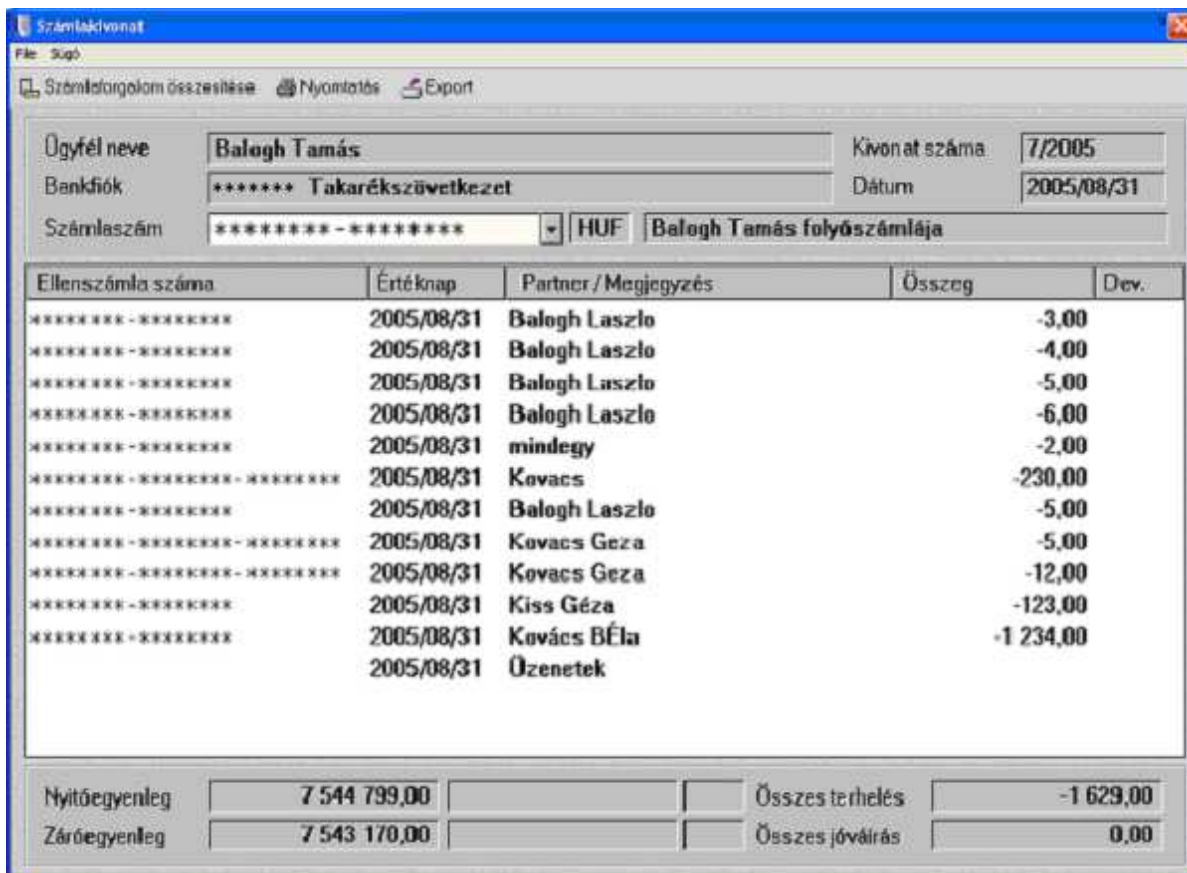 Számlakivonat
File Súgó
Számlaforgalom összesítése Nyomtatás Export
Ügyfél neve Balogh Tamás Kivonat száma 7/2005
Bankfiók ******* Takarékszövetkezet Dátum 2005/08/31
Számlaszám ********-******** HUF Balogh Tamás folyószámlája
Ellenszámla száma Értéknap Partner / Megjegyzés Összeg Dev.
********-******** 2005/08/31 Balogh Laszlo -3,00
********-******** 2005/08/31 Balogh Laszlo -4,00
********-******** 2005/08/31 Balogh Laszlo -5,00
********-******** 2005/08/31 Balogh Laszlo -6,00
********-******** 2005/08/31 mindegy -2,00
********-********-******** 2005/08/31 Kovacs -230,00
********-******** 2005/08/31 Balogh Laszlo -5,00
********-********-******** 2005/08/31 Kovacs Geza -5,00
********-********-******** 2005/08/31 Kovacs Geza -12,00
********-******** 2005/08/31 Kiss Géza -123,00
********-******** 2005/08/31 Kovács BÉla -1 234,00
2005/08/31 Üzenetek
Nyitóegyenleg 7 544 799,00 Összes terhelés -1 629,00
Záróegyenleg 7 543 170,00 Összes jóváírás 0,00